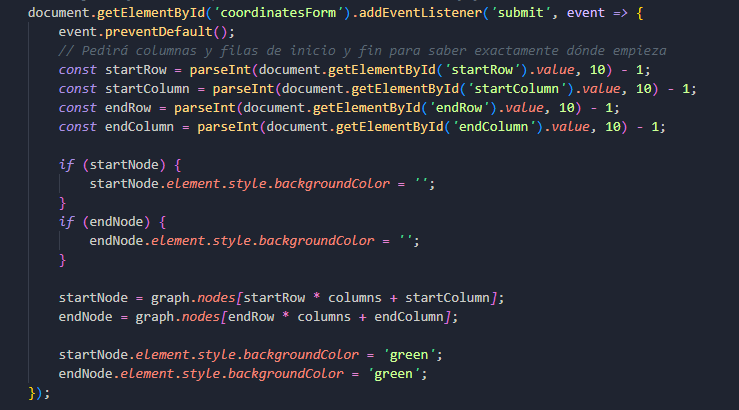 document.getElementById('coordinatesForm').addEventListener('submit', event => {
    event.preventDefault();
    // Pedirá columnas y filas de inicio y fin para saber exactamente dónde empieza
    const startRow = parseInt(document.getElementById('startRow').value, 10) - 1;
    const startColumn = parseInt(document.getElementById('startColumn').value, 10) - 1;
    const endRow = parseInt(document.getElementById('endRow').value, 10) - 1;
    const endColumn = parseInt(document.getElementById('endColumn').value, 10) - 1;

    if (startNode) {
        startNode.element.style.backgroundColor = '';
    }
    if (endNode) {
        endNode.element.style.backgroundColor = '';
    }

    startNode = graph.nodes[startRow * columns + startColumn];
    endNode = graph.nodes[endRow * columns + endColumn];

    startNode.element.style.backgroundColor = 'green';
    endNode.element.style.backgroundColor = 'green';
});